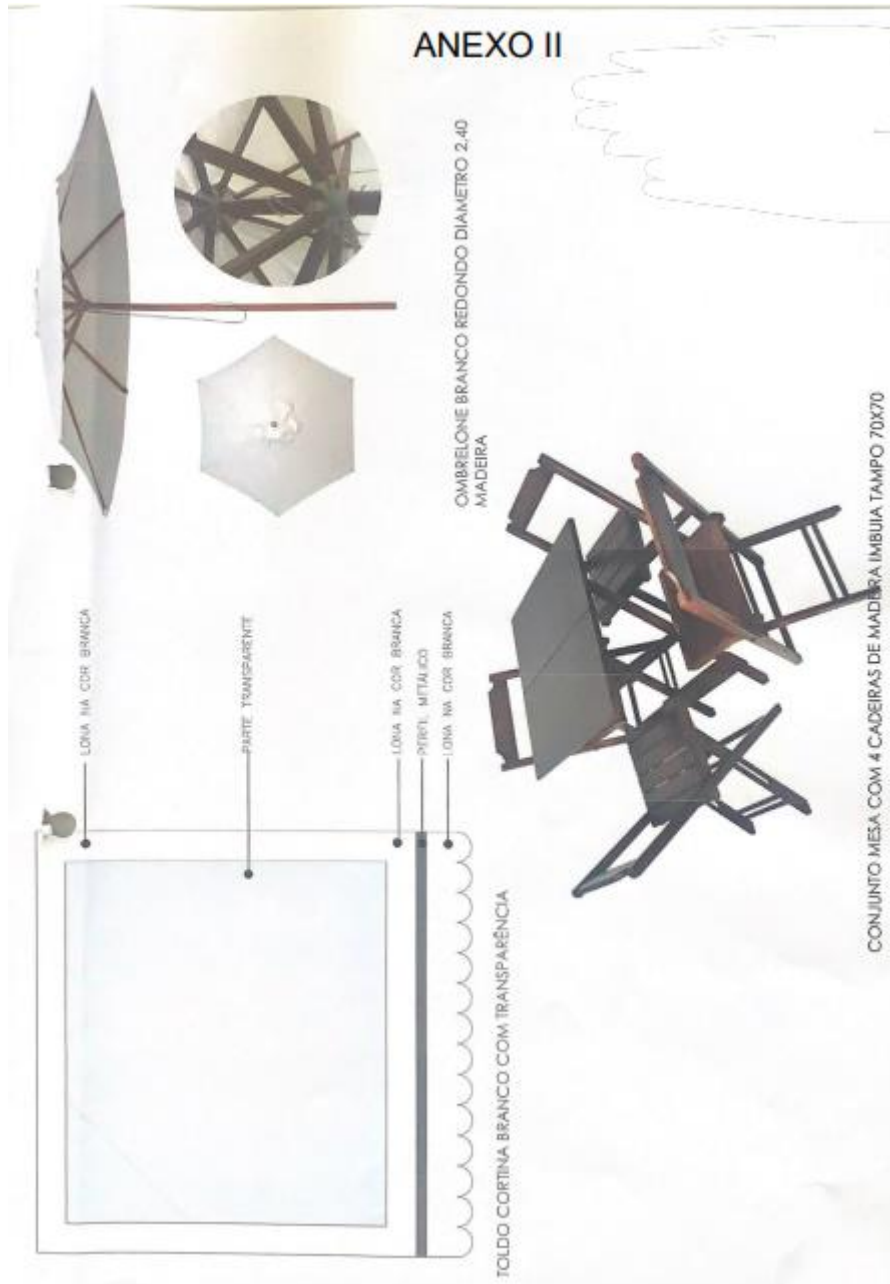 ANEXO II
LONA NA COR BRANCA
PARTE TRANSPARENTE
LONA NA COR BRANCA
PERFIL METÁLICO
LONA NA COR BRANCA
TOLDO CORTINA BRANCO COM TRANSPARÊNCIA
OMBRELONE BRANCO REDONDO DIAMETRO 2,40
MADEIRA
CONJUNTO MESA COM 4 CADEIRAS DE MADEIRA IMBUIA TAMPO 70X70